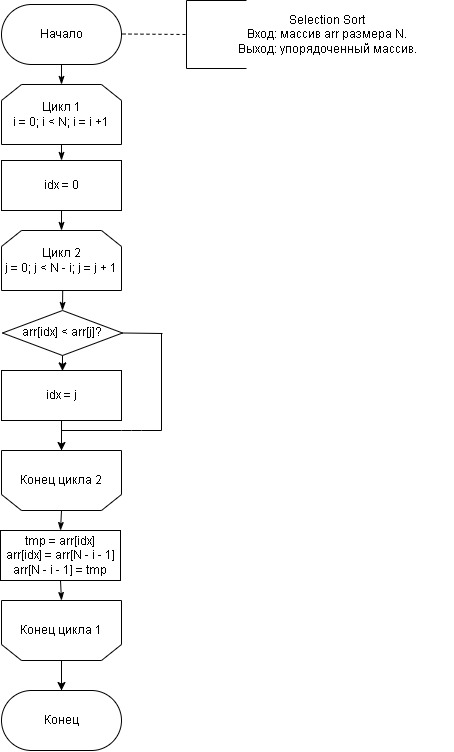 Начало
Selection Sort
Вход: массив arr размера N.
Выход: упорядоченный массив.
Цикл 1
i = 0; i < N; i = i +1
idx = 0
Цикл 2
j = 0; j < N - i; j = j + 1
arr[idx] < arr[j]?
idx = j
Конец цикла 2
tmp = arr[idx]
arr[idx] = arr[N - i - 1]
arr[N - i - 1] = tmp
Конец цикла 1
Конец